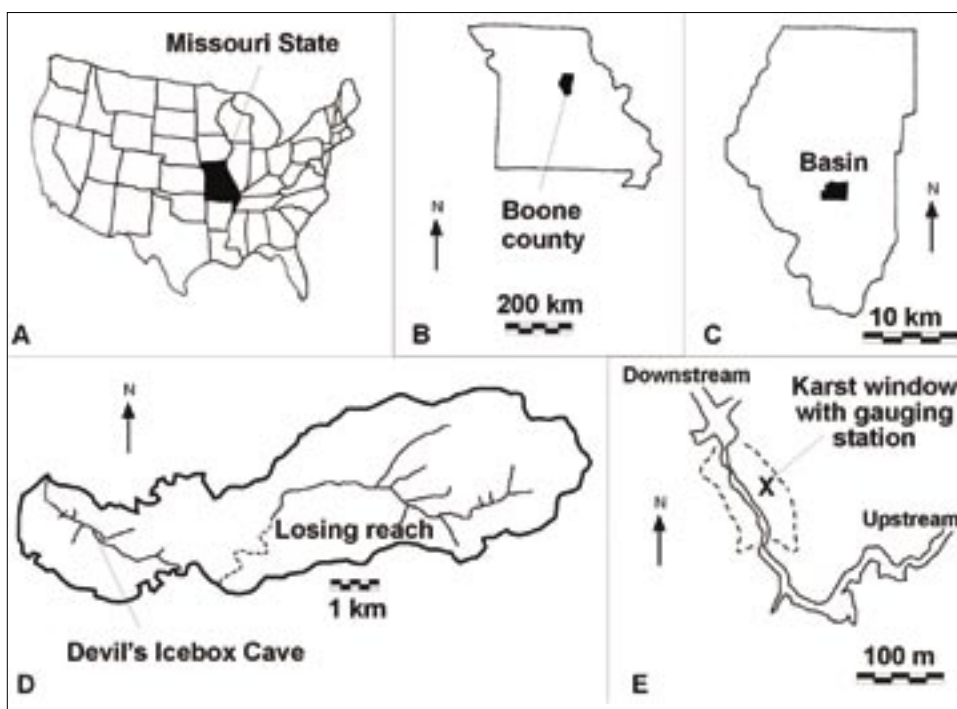 Missouri State
A
N
Boone
county
200 km
B
Basin
N
10 km
C
N
Losing reach
1 km
Devil's Icebox Cave
D
Downstream
Karst window
with gauging
station
X
N
Upstream
100 m
E